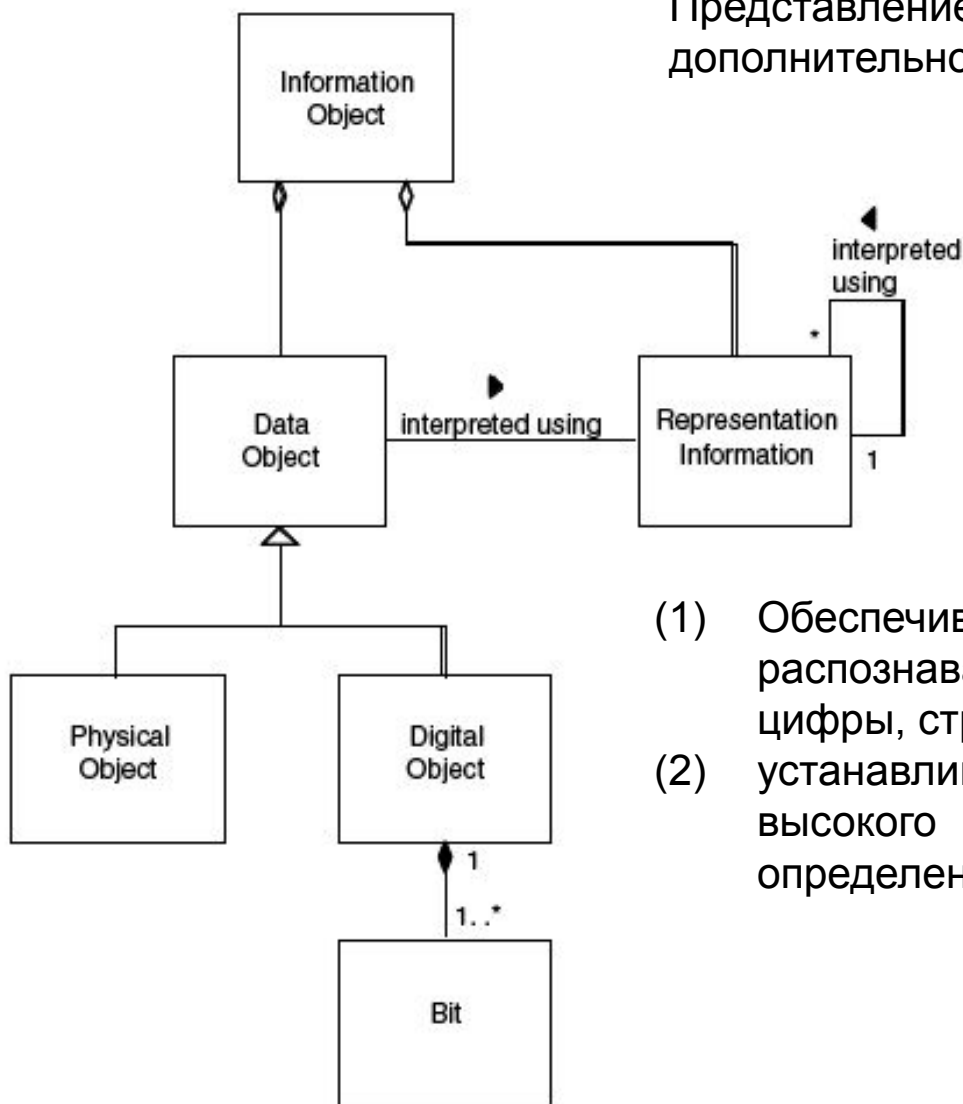 Представление
дополнительно
Information
Object
interpreted
using
*
Data
Object
interpreted using
Representation
Information
1
Physical
Object
Digital
Object
1
1. .*
Bit
(1) Обеспечив
распознава
цифры, стр
(2) устанавли
высокого
определен